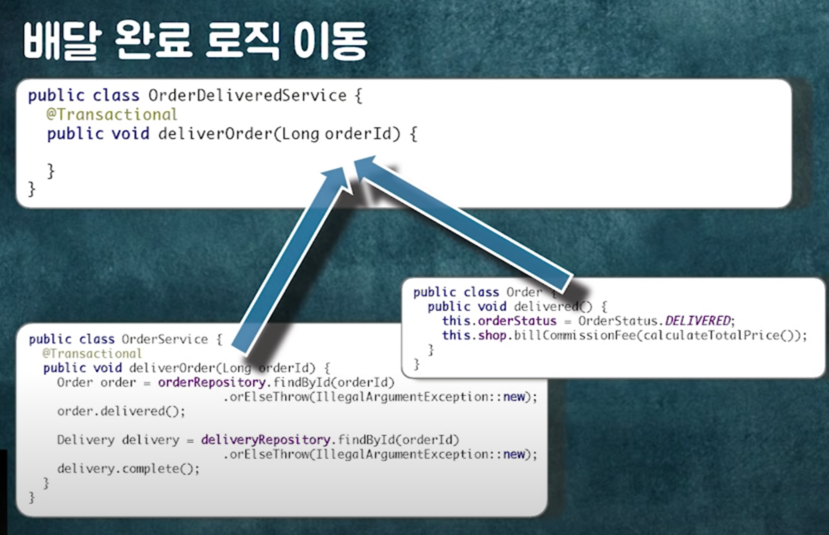 배달 완료 로직 이동
public class OrderDeliveredService {
@Transactional
public void deliverOrder(Long orderId) {
}
}
public class Order {
public void delivered() {
this.orderStatus = OrderStatus.DELIVERED;
this.shop.billCommissionFee(calculateTotalPrice());
}
}
public class OrderService {
@Transactional
public void deliverOrder(Long orderId) {
Order order = orderRepository.findById(orderId)
.orElseThrow(IllegalArgumentException::new);
order.delivered();
Delivery delivery = deliveryRepository.findById(orderId)
.orElseThrow(IllegalArgumentException::new);
delivery.complete();
}
}